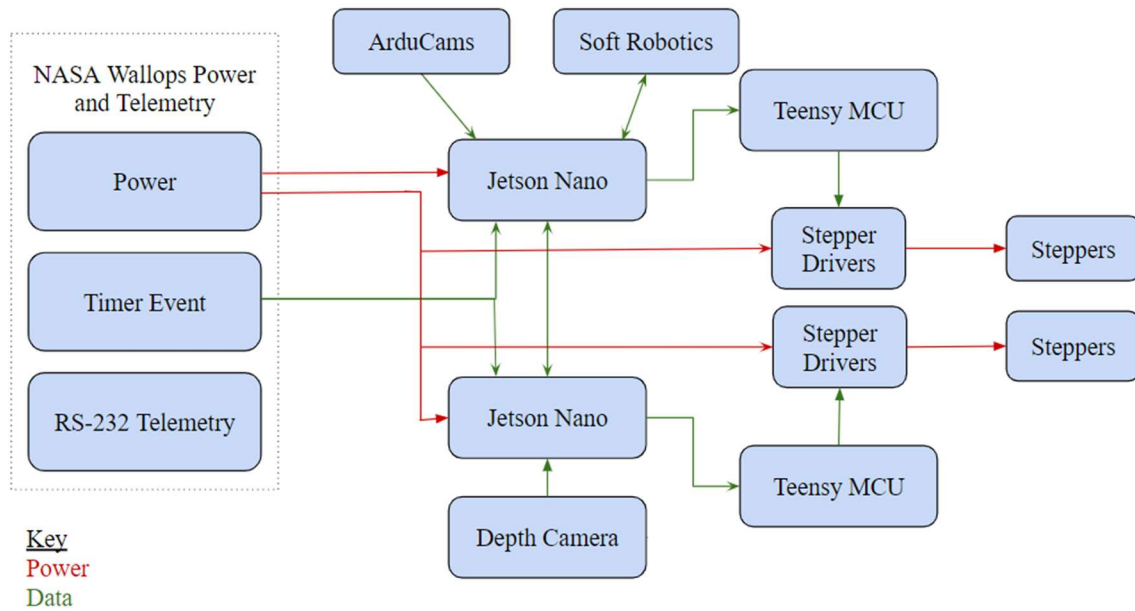 NASA Wallops Power
and Telemetry
Power
Timer Event
RS-232 Telemetry
ArduCams
Soft Robotics
Jetson Nano
Teensy MCU
Stepper
Drivers
Steppers
Stepper
Drivers
Steppers
Jetson Nano
Teensy MCU
Depth Camera
Key
Power
Data